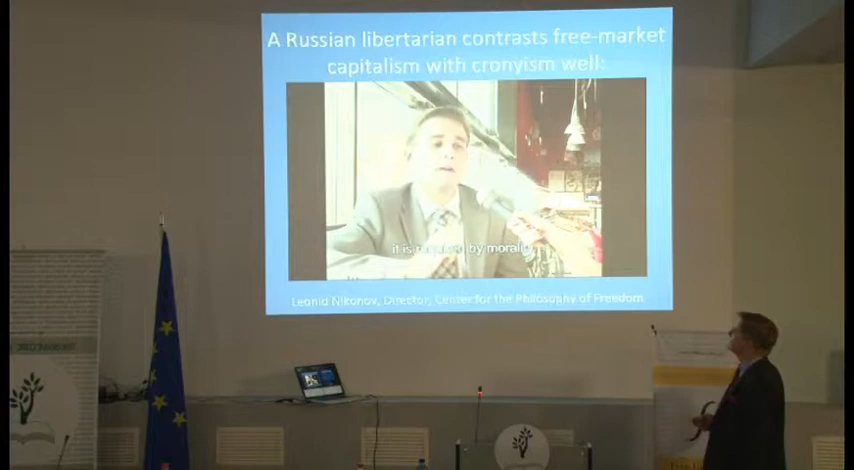 A Russian libertarian contrasts free-market
capitalism with cronyism well:
it is required by morality
Leonid Nikonov, Director, Center for the Philosophy of Freedom